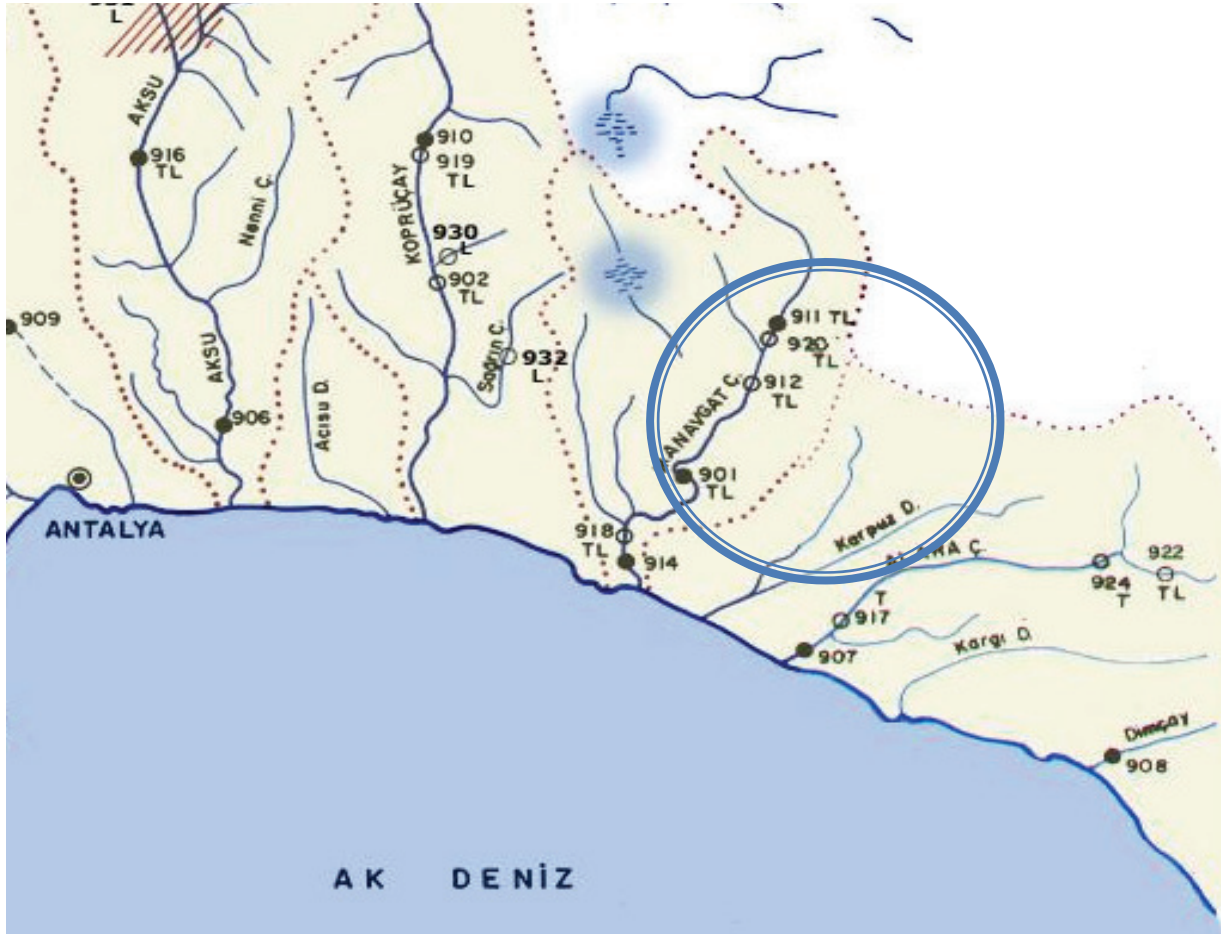 L
AKSU
916
TL
Nenni Ç.
909
AKSU
906
Acısu D.
ANTALYA
910
919
TL
KOPRÜÇAY
930
L
902
TL
Sağrın Ç.
932
L
911 TL
920
TL
912
TL
MANAVGAT Ç.
901
TL
918
TL
914
Karpuz D.
ALARA Ç.
T
917
907
924
T
922
TL
Kargı D.
Dimçay
908
AK DENİZ